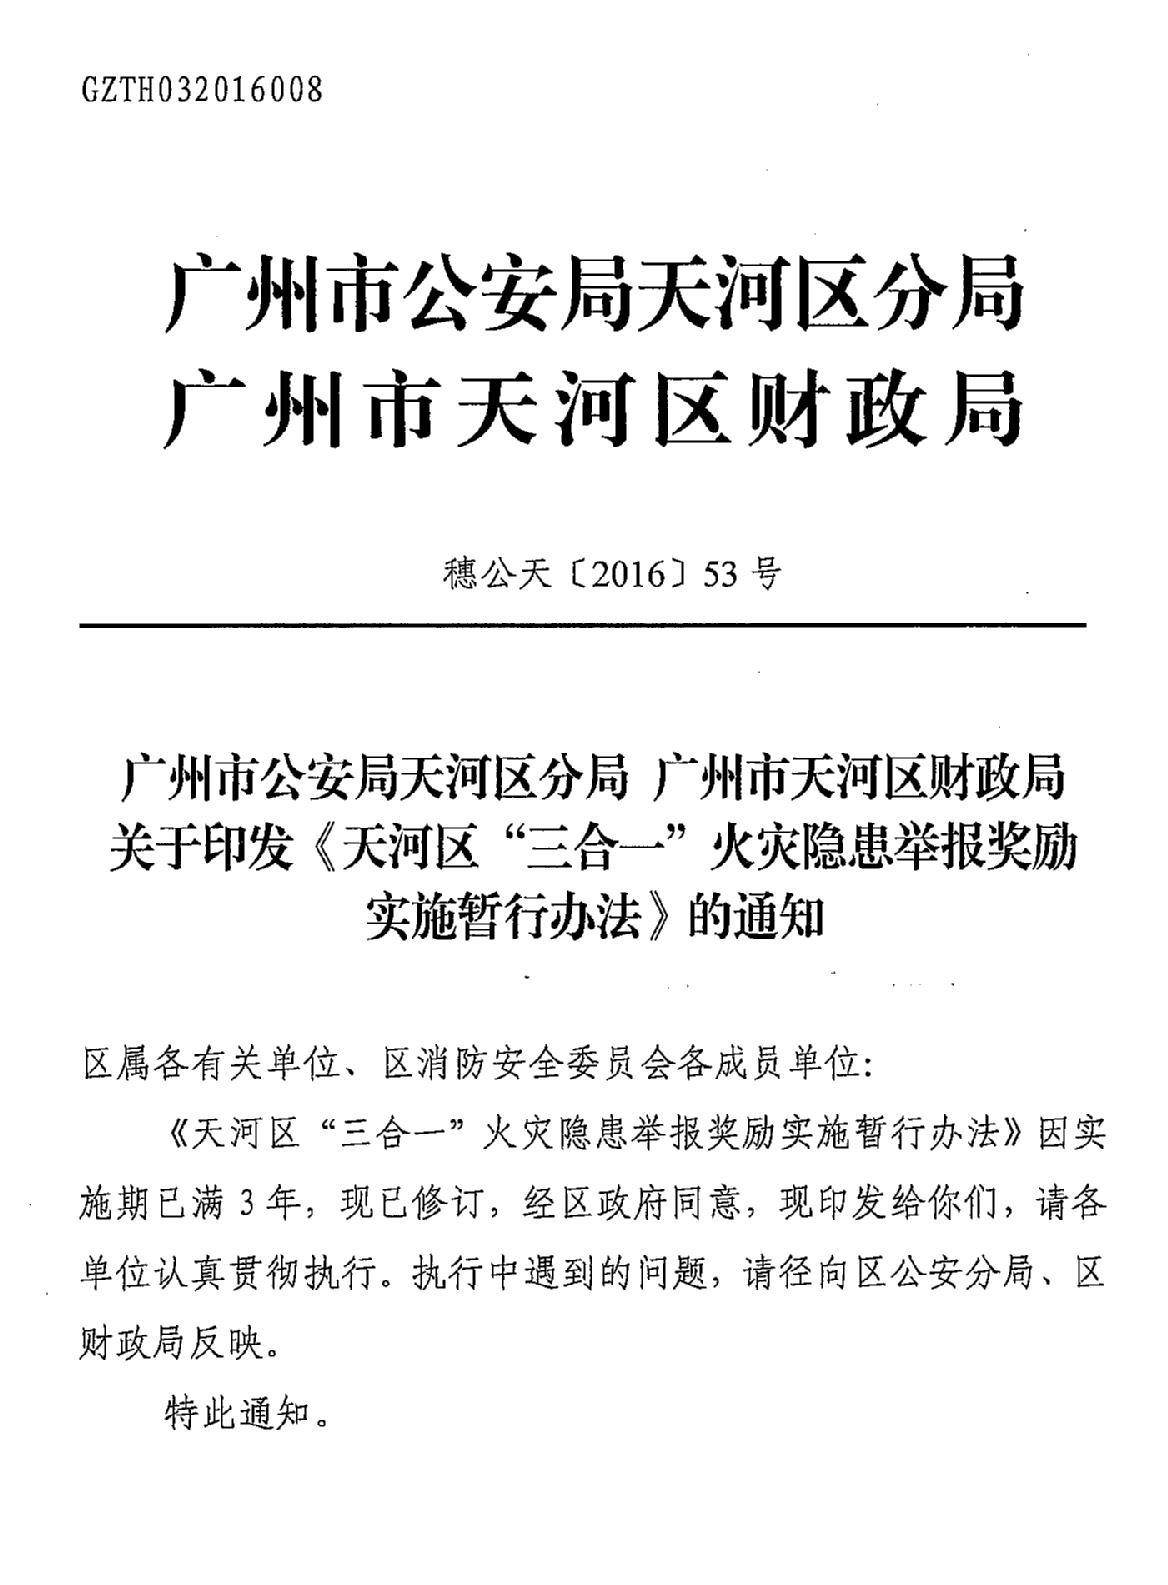 GZTH032016008
广州市公安局天河区分局
广州市天河区财政局
穗公天〔2016〕53 号
广州市公安局天河区分局 广州市天河区财政局
关于印发《天河区“三合一”火灾隐患举报奖励
实施暂行办法》的通知
区属各有关单位、区消防安全委员会各成员单位：
《天河区“三合一”火灾隐患举报奖励实施暂行办法》因实
施期已满 3 年，现已修订，经区政府同意，现印发给你们，请各
单位认真贯彻执行。执行中遇到的问题，请径向区公安分局、区
财政局反映。
特此通知。